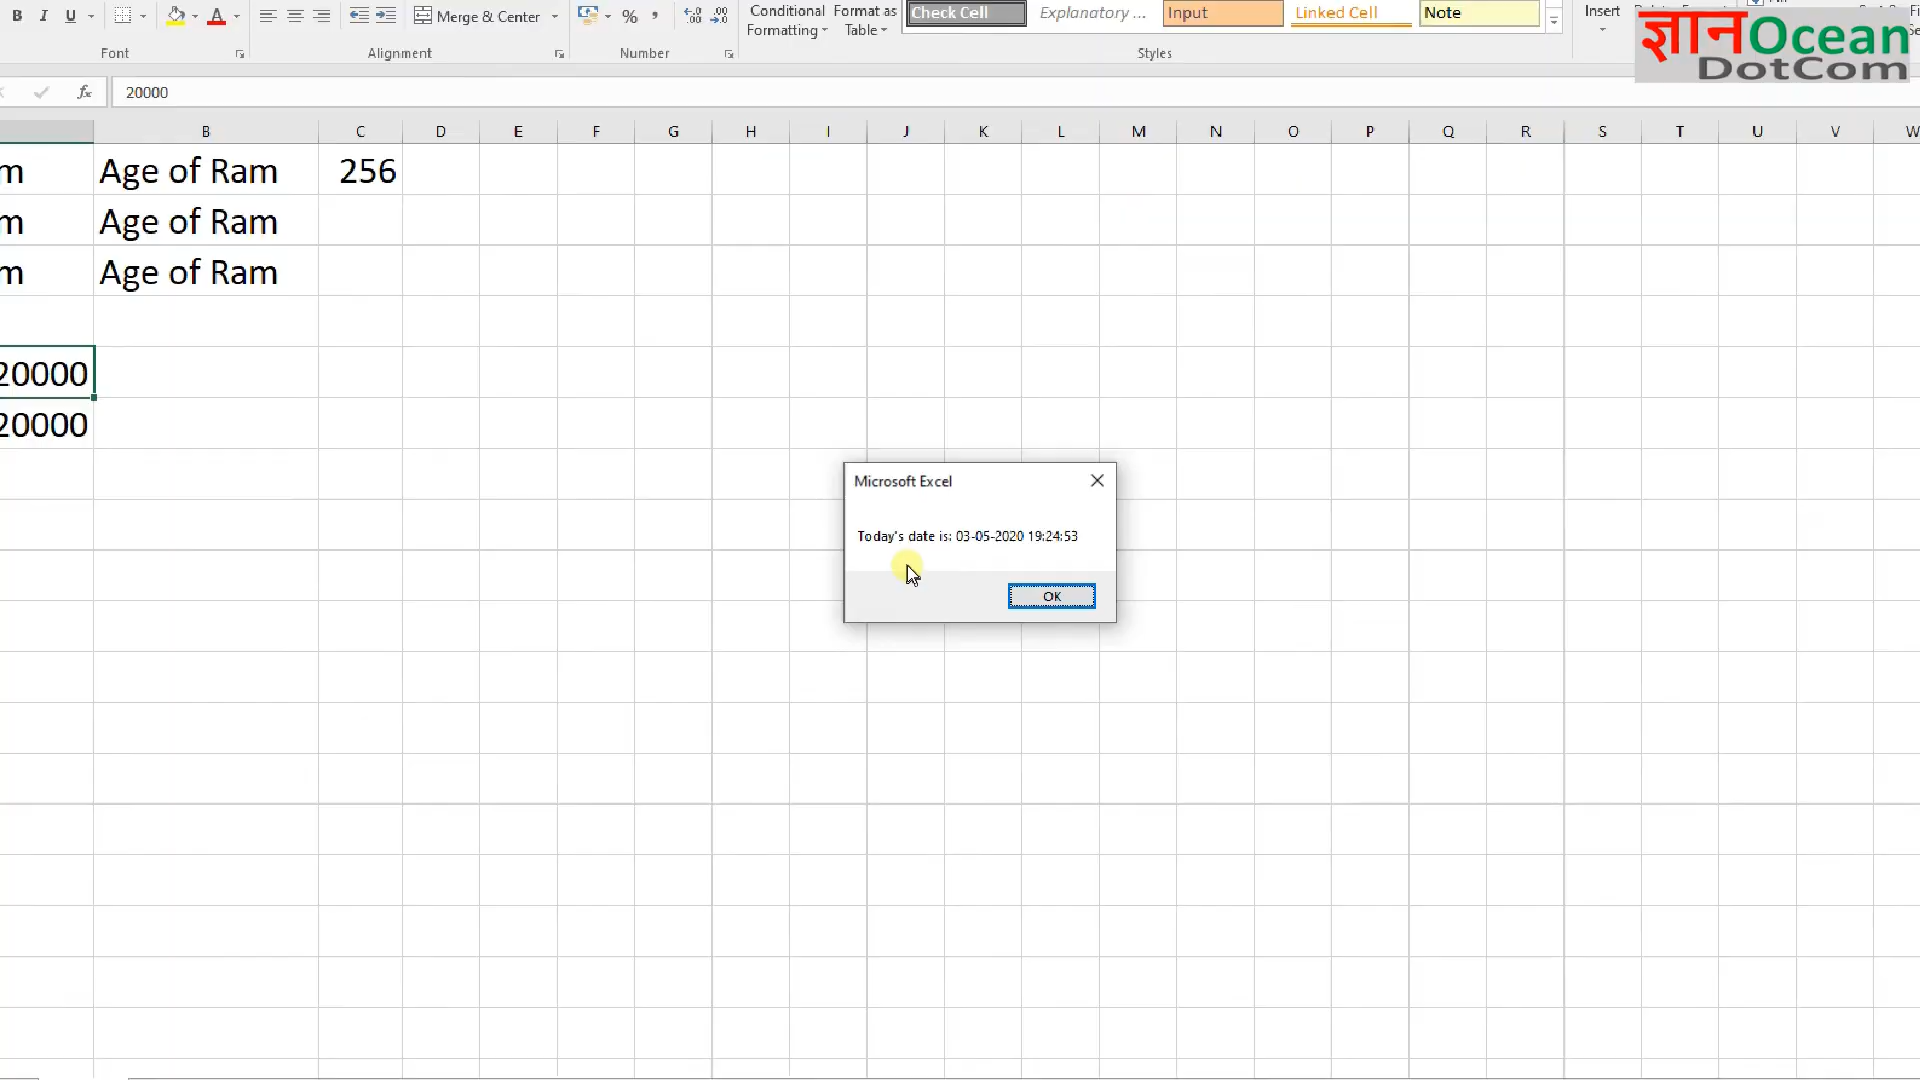 B I U A Merge & Center % , Conditional Formatting Format as Table Check Cell Explanatory ... Input Linked Cell Note Insert
Font Alignment Number Styles
ज्ञानOcean
DotCom
fx 20000
B C D E F G H I J K L M N O P Q R S T U V W
m Age of Ram 256
m Age of Ram
m Age of Ram
20000
20000
Microsoft Excel
Today's date is: 03-05-2020 19:24:53
OK